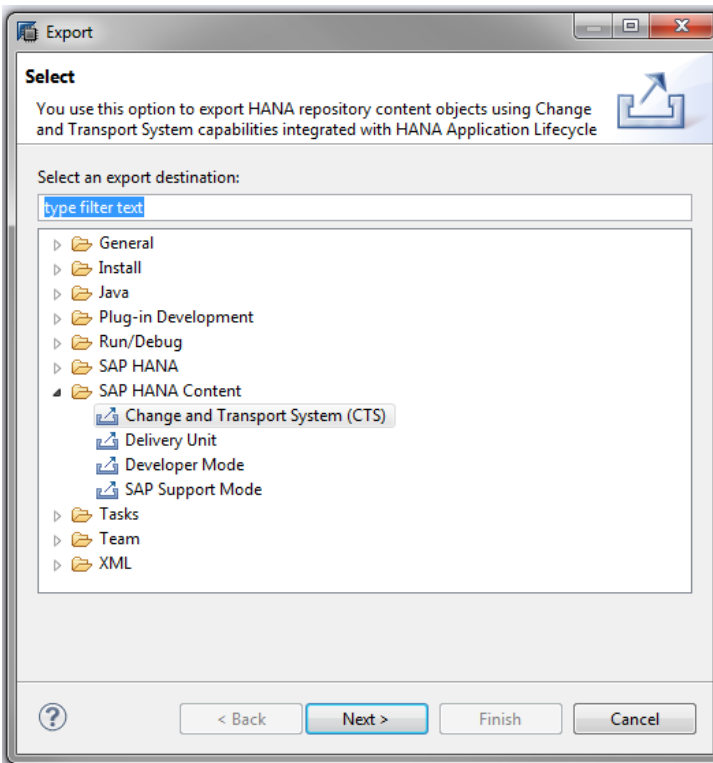 Export
Select
You use this option to export HANA repository content objects using Change
and Transport System capabilities integrated with HANA Application Lifecycle
Select an export destination:
type filter text
General
Install
Java
Plug-in Development
Run/Debug
SAP HANA
SAP HANA Content
Change and Transport System (CTS)
Delivery Unit
Developer Mode
SAP Support Mode
Tasks
Team
XML
? < Back Next > Finish Cancel